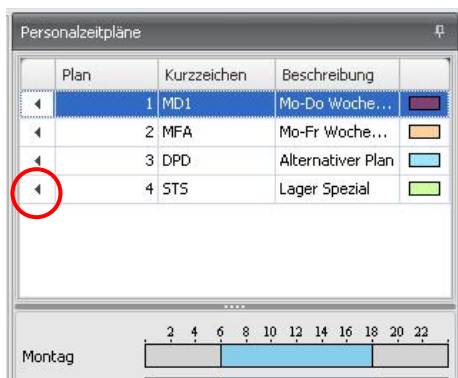 Personalzeitpläne
Plan Kurzzeichen Beschreibung
1 MD1 Mo-Do Woche...
2 MFA Mo-Fr Woche...
3 DPD Alternativer Plan
4 STS Lager Spezial
2 4 6 8 10 12 14 16 18 20 22
Montag